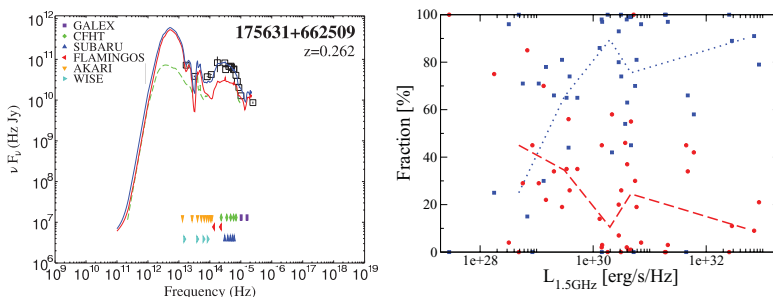 GALEX
CFHT
SUBARU
FLAMINGOS
AKARI
WISE
175631+662509
z=0.262
ν Fν (Hz Jy)
10^12
10^11
10^10
10^9
10^8
10^7
10^6
10^9 10^10 10^11 10^12 10^13 10^14 10^15 10^16 10^17 10^18 10^19
Frequency (Hz)
Fraction [%]
100
80
60
40
20
0
1e+28 1e+30 1e+32
L1.5GHz [erg/s/Hz]